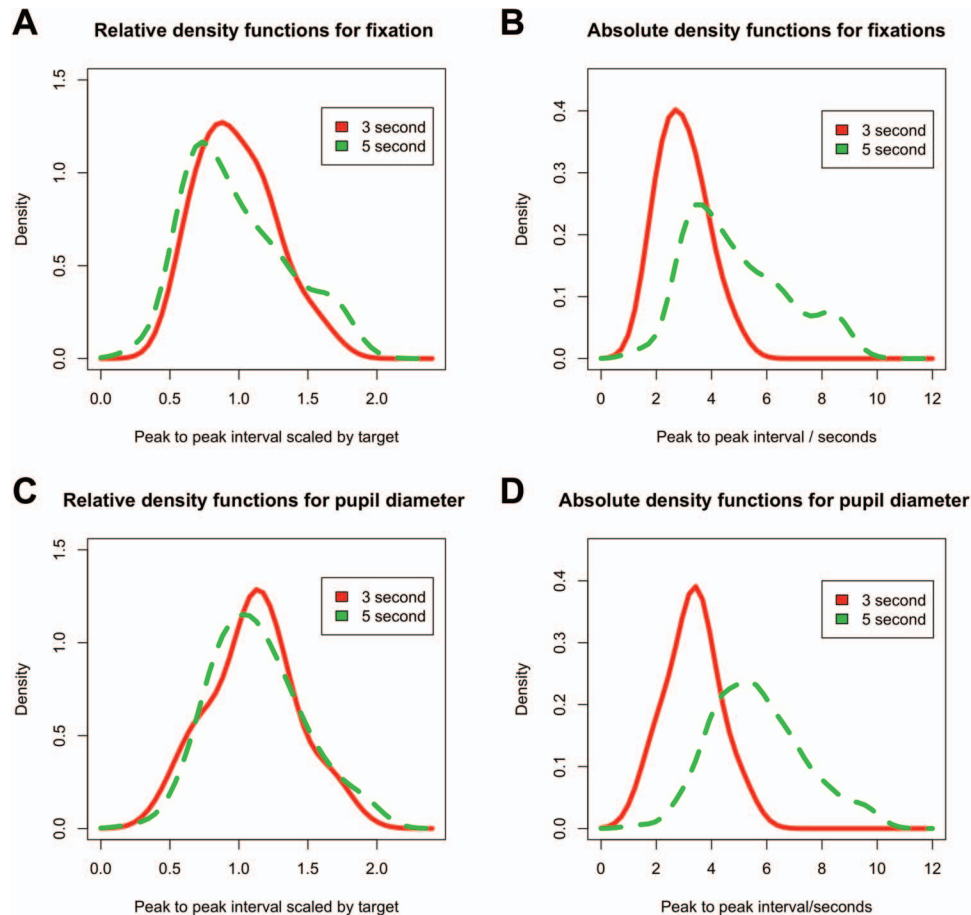 A
Relative density functions for fixation
1.5
1.0
0.5
0.0
Density
3 second
5 second
0.0 0.5 1.0 1.5 2.0
Peak to peak interval scaled by target
B
Absolute density functions for fixations
0.4
0.3
0.2
0.1
0.0
Density
3 second
5 second
0 2 4 6 8 10 12
Peak to peak interval / seconds
C
Relative density functions for pupil diameter
1.5
1.0
0.5
0.0
Density
3 second
5 second
0.0 0.5 1.0 1.5 2.0
Peak to peak interval scaled by target
D
Absolute density functions for pupil diameter
0.4
0.3
0.2
0.1
0.0
Density
3 second
5 second
0 2 4 6 8 10 12
Peak to peak interval/seconds